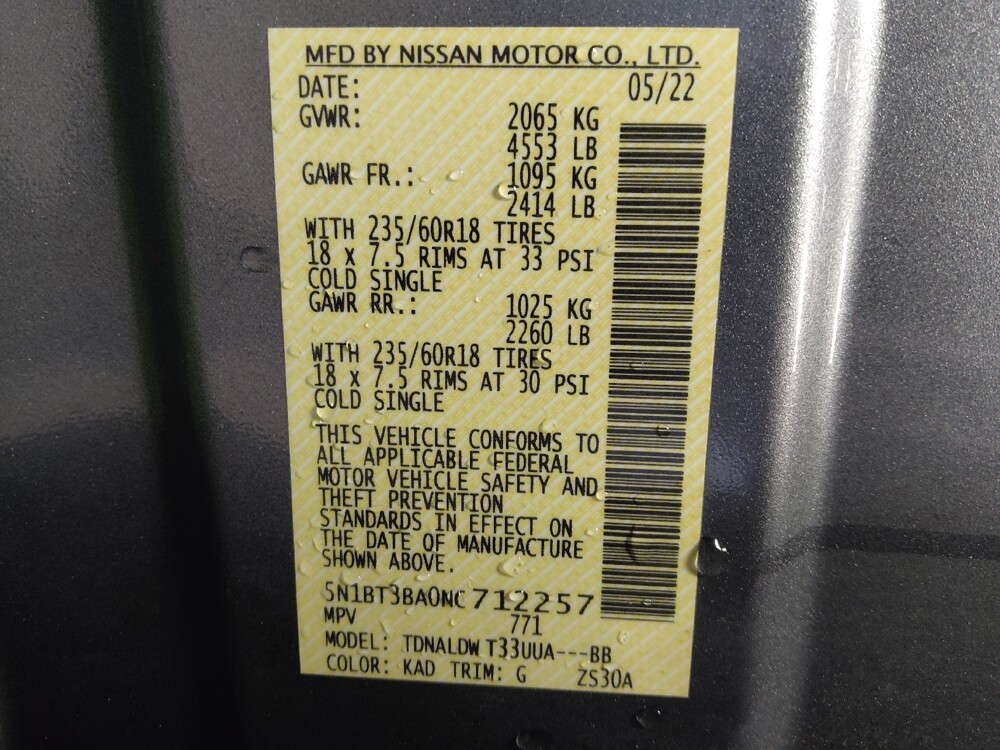 MFD BY NISSAN MOTOR CO., LTD.
DATE: 05/22
GVWR: 2065 KG
4553 LB
GAWR FR.: 1095 KG
2414 LB
WITH 235/60R18 TIRES
18 x 7.5 RIMS AT 33 PSI
COLD SINGLE
GAWR RR.: 1025 KG
2260 LB
WITH 235/60R18 TIRES
18 x 7.5 RIMS AT 30 PSI
COLD SINGLE
THIS VEHICLE CONFORMS TO
ALL APPLICABLE FEDERAL
MOTOR VEHICLE SAFETY AND
THEFT PREVENTION
STANDARDS IN EFFECT ON
THE DATE OF MANUFACTURE
SHOWN ABOVE.
5N1BT3BA0NC712257
MPV 771
MODEL: TDNALDW T33UUA---BB
COLOR: KAD TRIM: G ZS30A